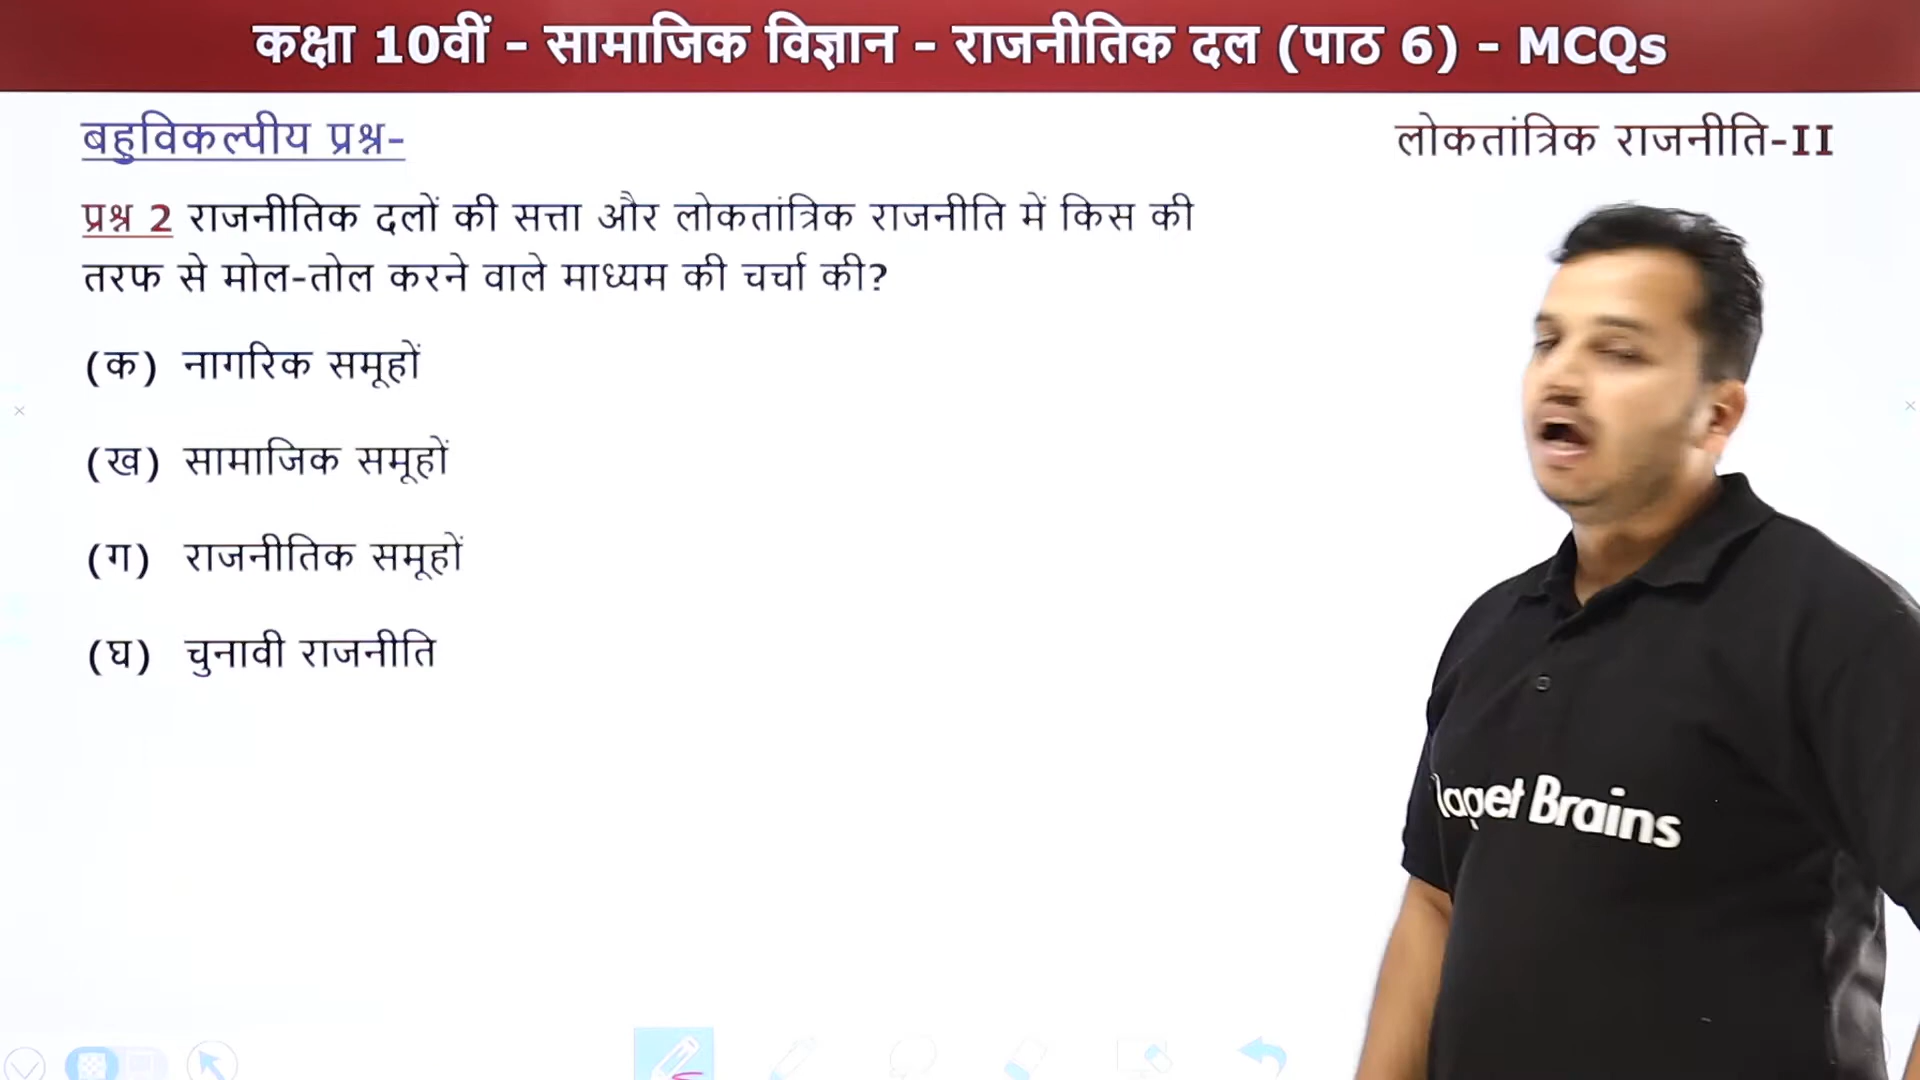 कक्षा 10वीं - सामाजिक विज्ञान - राजनीतिक दल (पाठ 6) - MCQs
बहुविकल्पीय प्रश्न-
लोकतांत्रिक राजनीति-II
प्रश्न 2 राजनीतिक दलों की सत्ता और लोकतांत्रिक राजनीति में किस की
तरफ से मोल-तोल करने वाले माध्यम की चर्चा की?
(क) नागरिक समूहों
(ख) सामाजिक समूहों
(ग) राजनीतिक समूहों
(घ) चुनावी राजनीति
Brains